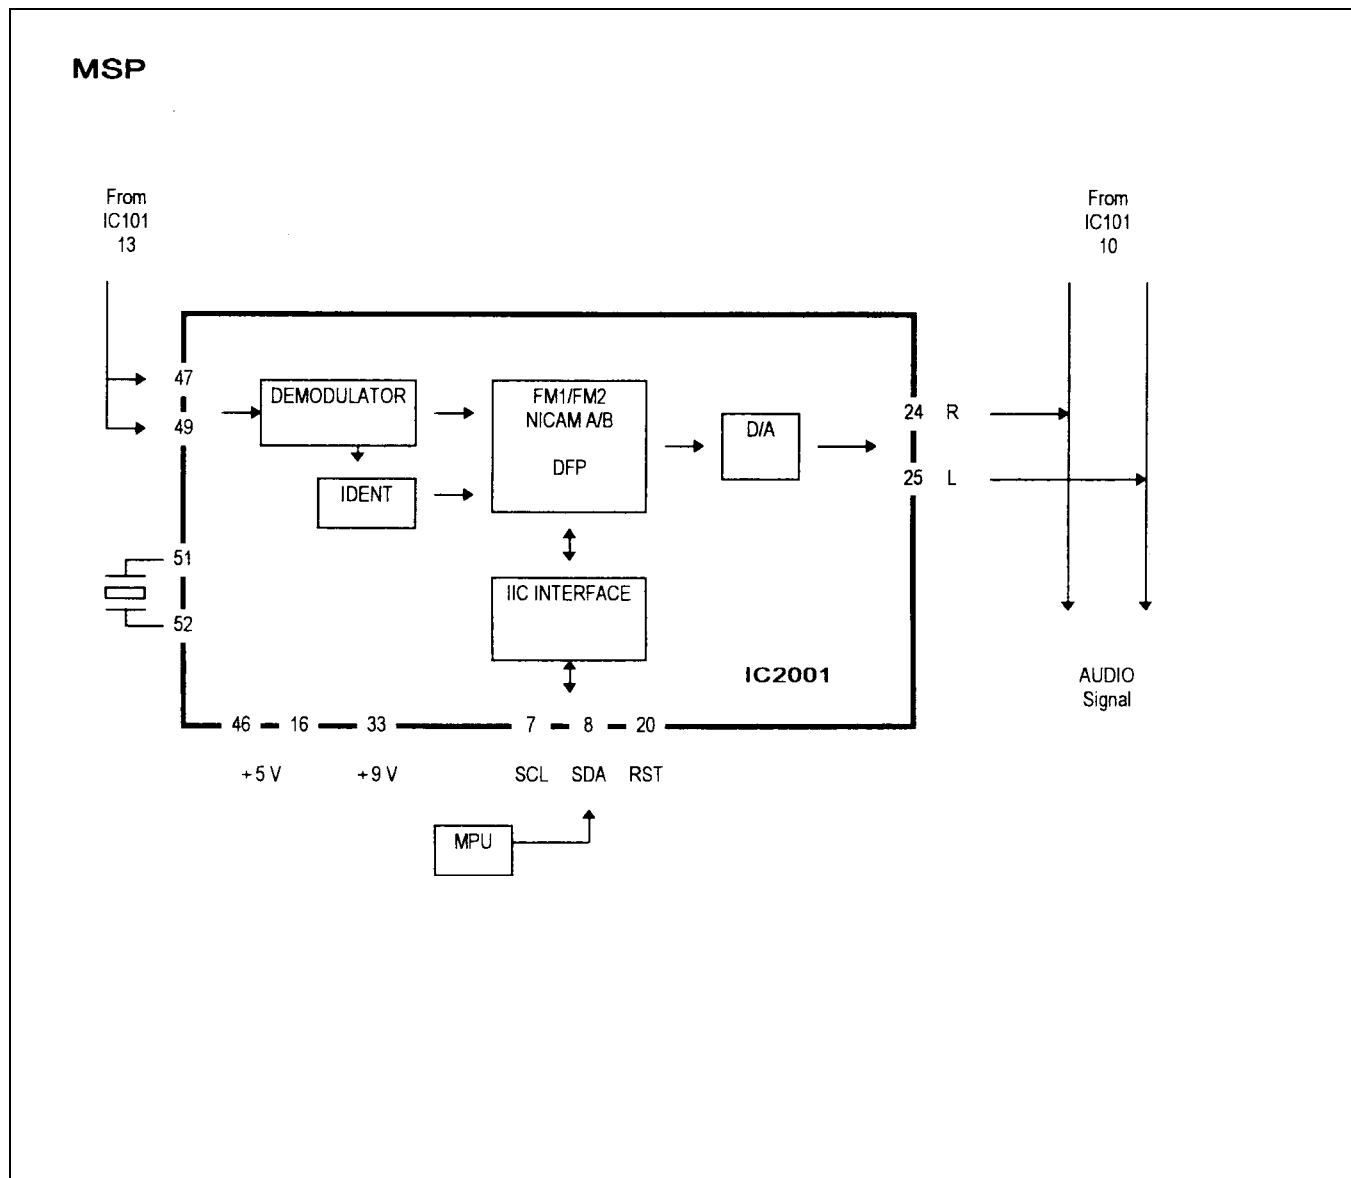 MSP
From
IC101
13
From
IC101
10
47
49
DEMODULATOR
IDENT
FM1/FM2
NICAM A/B
DFP
D/A
24 R
25 L
51
52
IIC INTERFACE
IC2001
AUDIO
Signal
46 16 33 7 8 20
+5 V +9 V SCL SDA RST
MPU